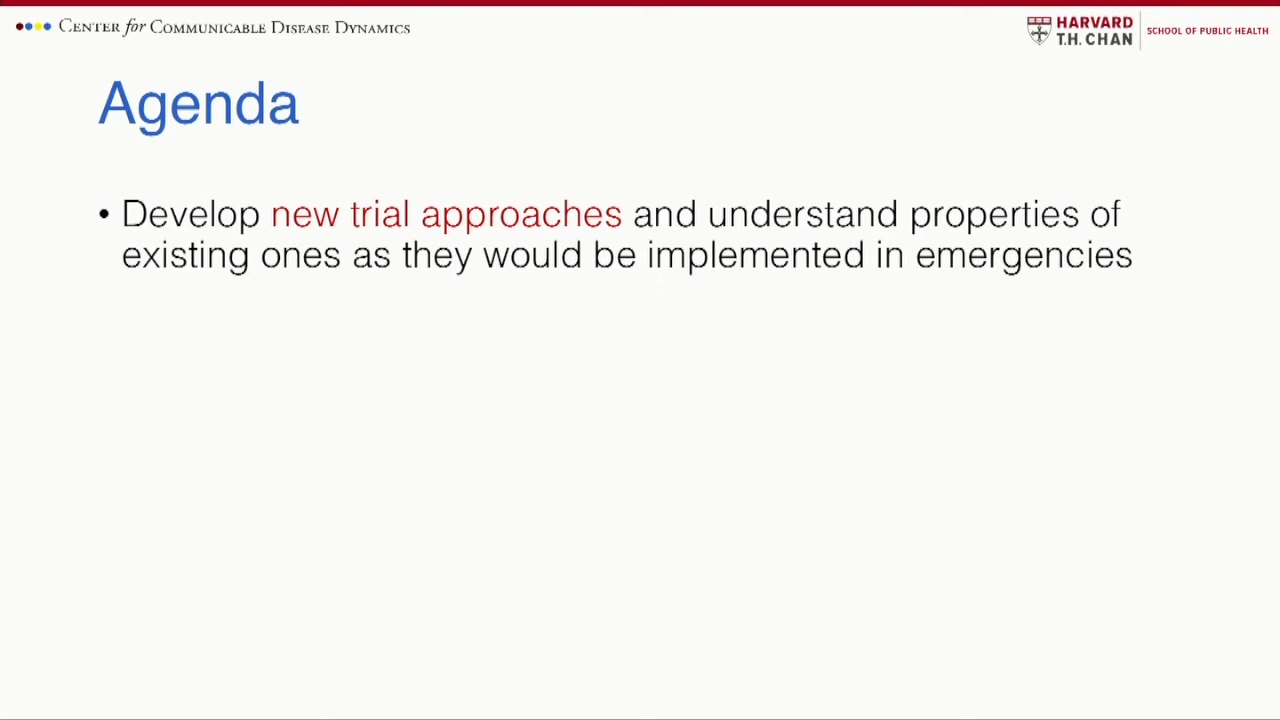 CENTER for COMMUNICABLE DISEASE DYNAMICS
HARVARD
T.H. CHAN
SCHOOL OF PUBLIC HEALTH
Agenda
• Develop new trial approaches and understand properties of
existing ones as they would be implemented in emergencies